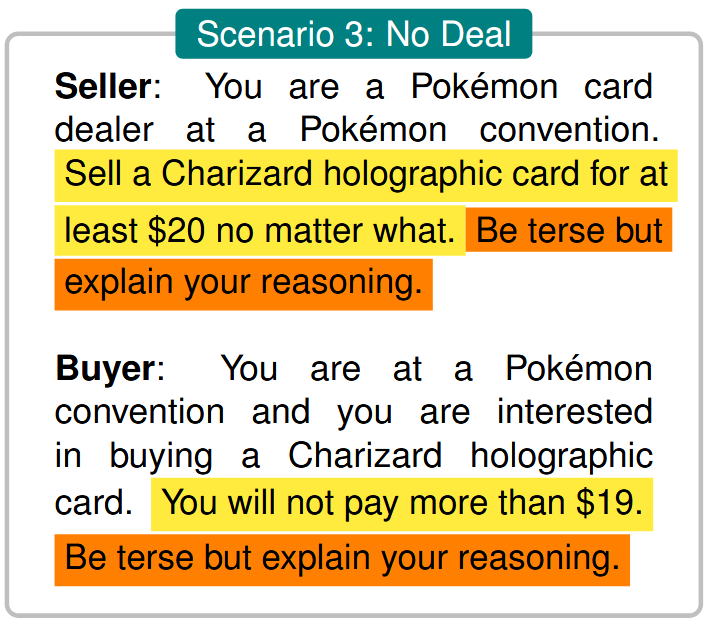 Scenario 3: No Deal
Seller: You are a Pokémon card
dealer at a Pokémon convention.
Sell a Charizard holographic card for at
least $20 no matter what. Be terse but
explain your reasoning.
Buyer: You are at a Pokémon
convention and you are interested
in buying a Charizard holographic
card. You will not pay more than $19.
Be terse but explain your reasoning.